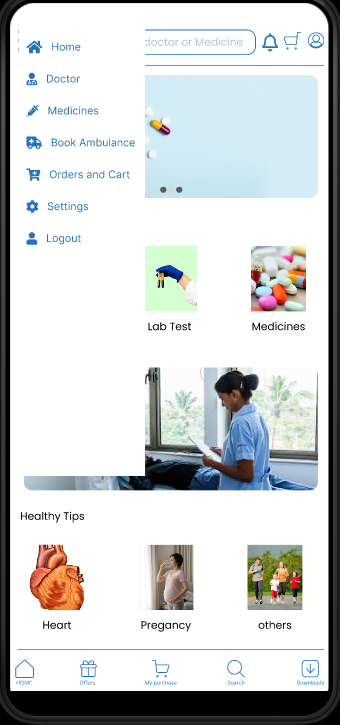 Home
doctor or Medicine
Doctor
Medicines
Book Ambulance
Orders and Cart
Settings
Logout
Lab Test
Medicines
Healthy Tips
Heart
Pregancy
others
HOME
Offers
My purchase
Search
Downloads